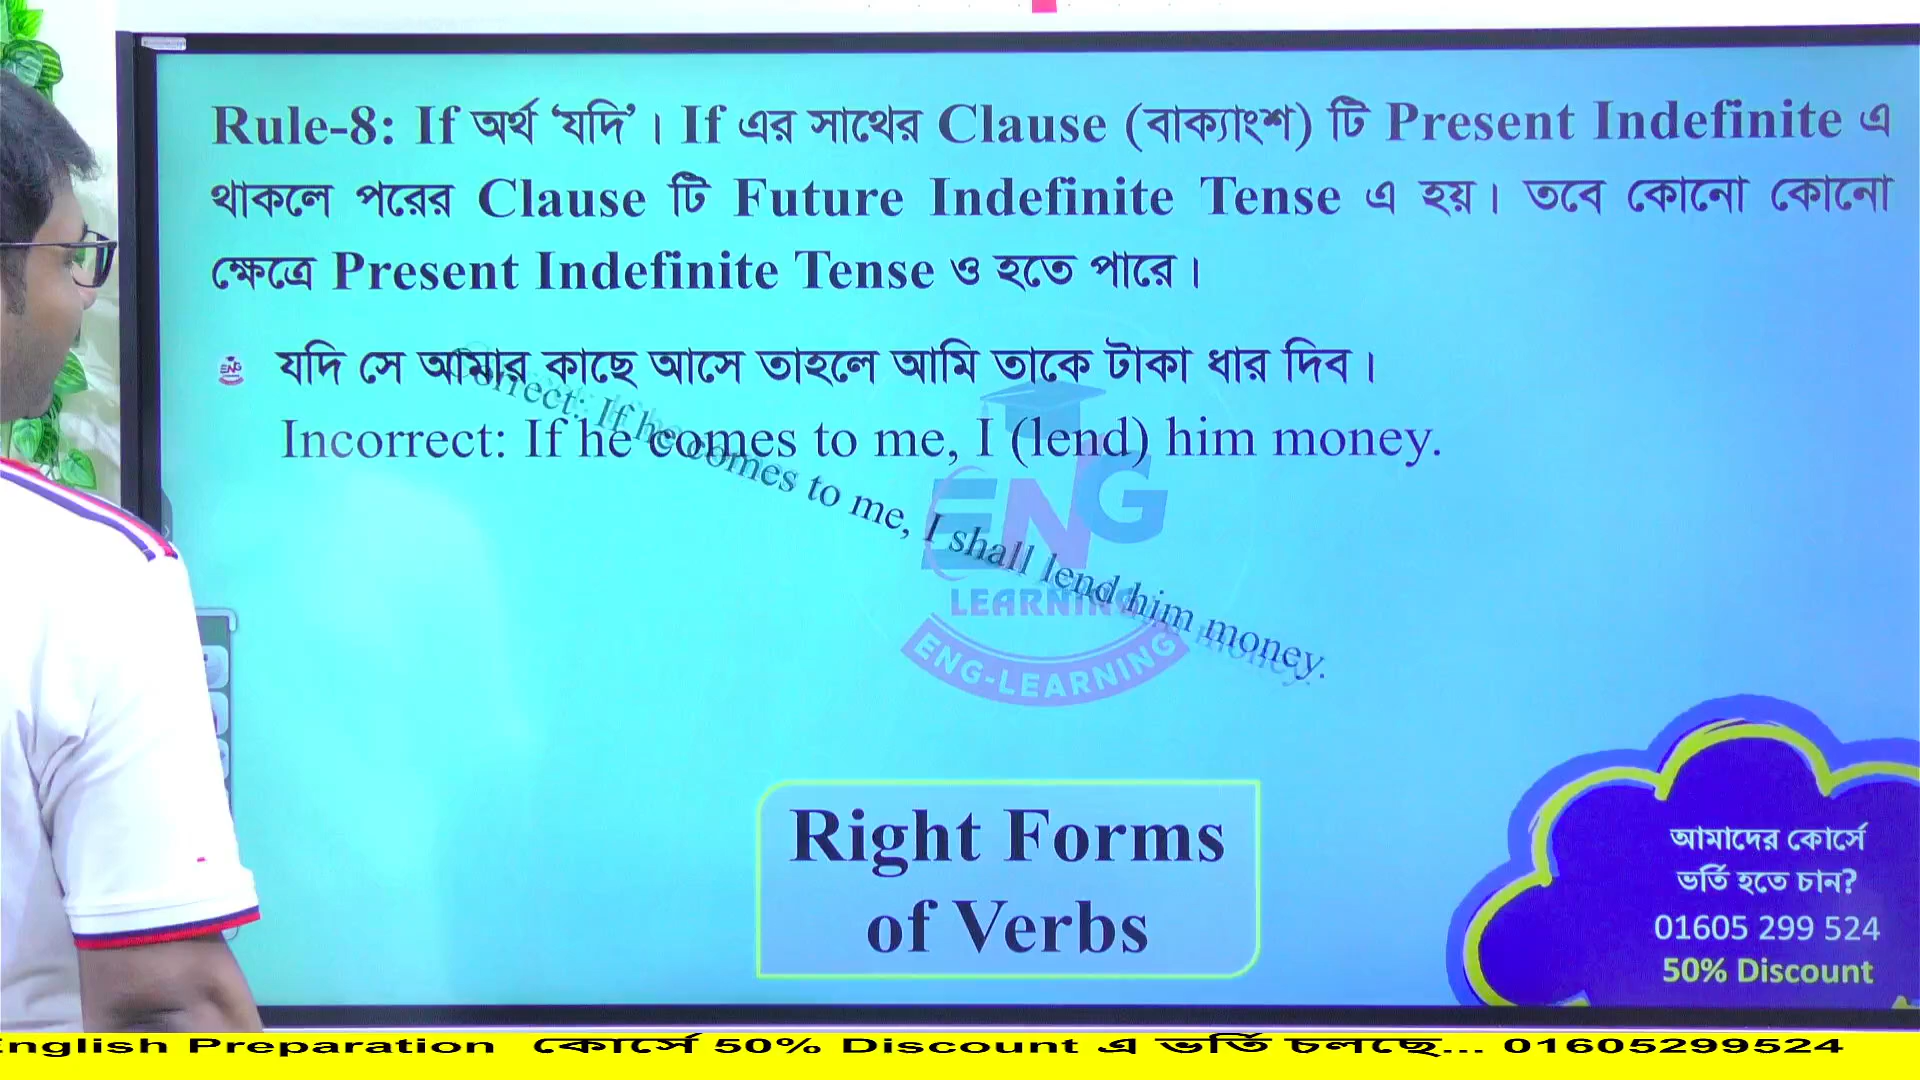 Rule-8: If অর্থ ‘যদি’। If এর সাথের Clause (বাক্যাংশ) টি Present Indefinite এ
থাকলে পরের Clause টি Future Indefinite Tense এ হয়। তবে কোনো কোনো
ক্ষেত্রে Present Indefinite Tense ও হতে পারে।
যদি সে আমার কাছে আসে তাহলে আমি তাকে টাকা ধার দিব।
Incorrect: If he comes to me, I (lend) him money.
Correct: If he comes to me, I shall lend him money.
ENG
LEARNING
ENG-LEARNING
Right Forms
of Verbs
আমাদের কোর্সে
ভর্তি হতে চান?
01605 299 524
50% Discount
English Preparation কোর্সে 50% Discount এ ভর্তি চলছে... 01605299524